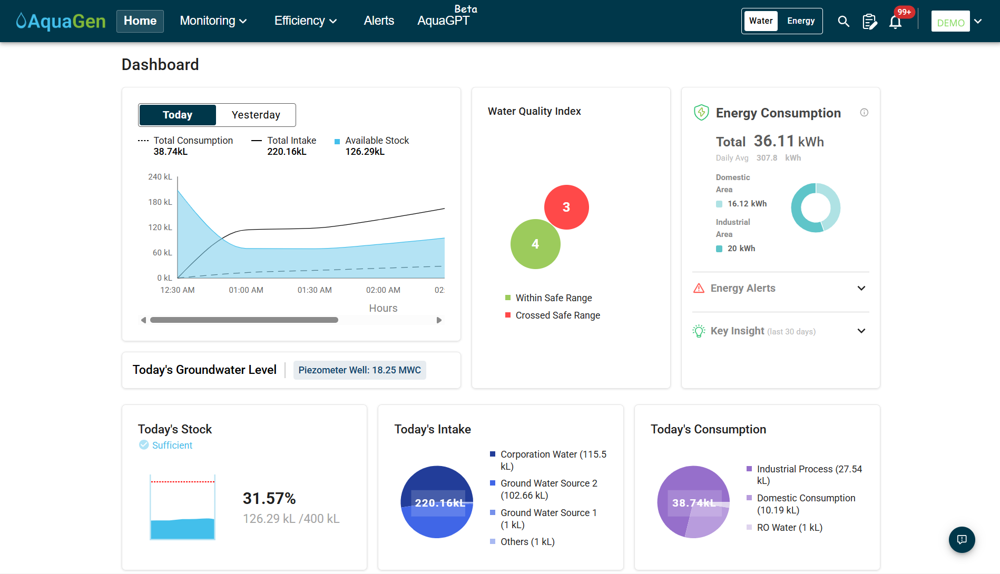 AquaGen
Home
Monitoring
Efficiency
Alerts
AquaGPT
Beta
Water
Energy
99+
DEMO
Dashboard
Today
Yesterday
Total Consumption
38.74kL
Total Intake
220.16kL
Available Stock
126.29kL
240 kL
180 kL
120 kL
60 kL
0 kL
12:30 AM
01:00 AM
01:30 AM
02:00 AM
02:
Hours
Today's Groundwater Level
Piezometer Well: 18.25 MWC
Water Quality Index
3
4
Within Safe Range
Crossed Safe Range
Energy Consumption
Total 36.11 kWh
Daily Avg 307.8 kWh
Domestic
Area
16.12 kWh
Industrial
Area
20 kWh
Energy Alerts
Key Insight (last 30 days)
Today's Stock
Sufficient
31.57%
126.29 kL /400 kL
Today's Intake
220.16kL
Corporation Water (115.5
kL)
Ground Water Source 2
(102.66 kL)
Ground Water Source 1
(1 kL)
Others (1 kL)
Today's Consumption
38.74kL
Industrial Process (27.54
kL)
Domestic Consumption
(10.19 kL)
RO Water (1 kL)